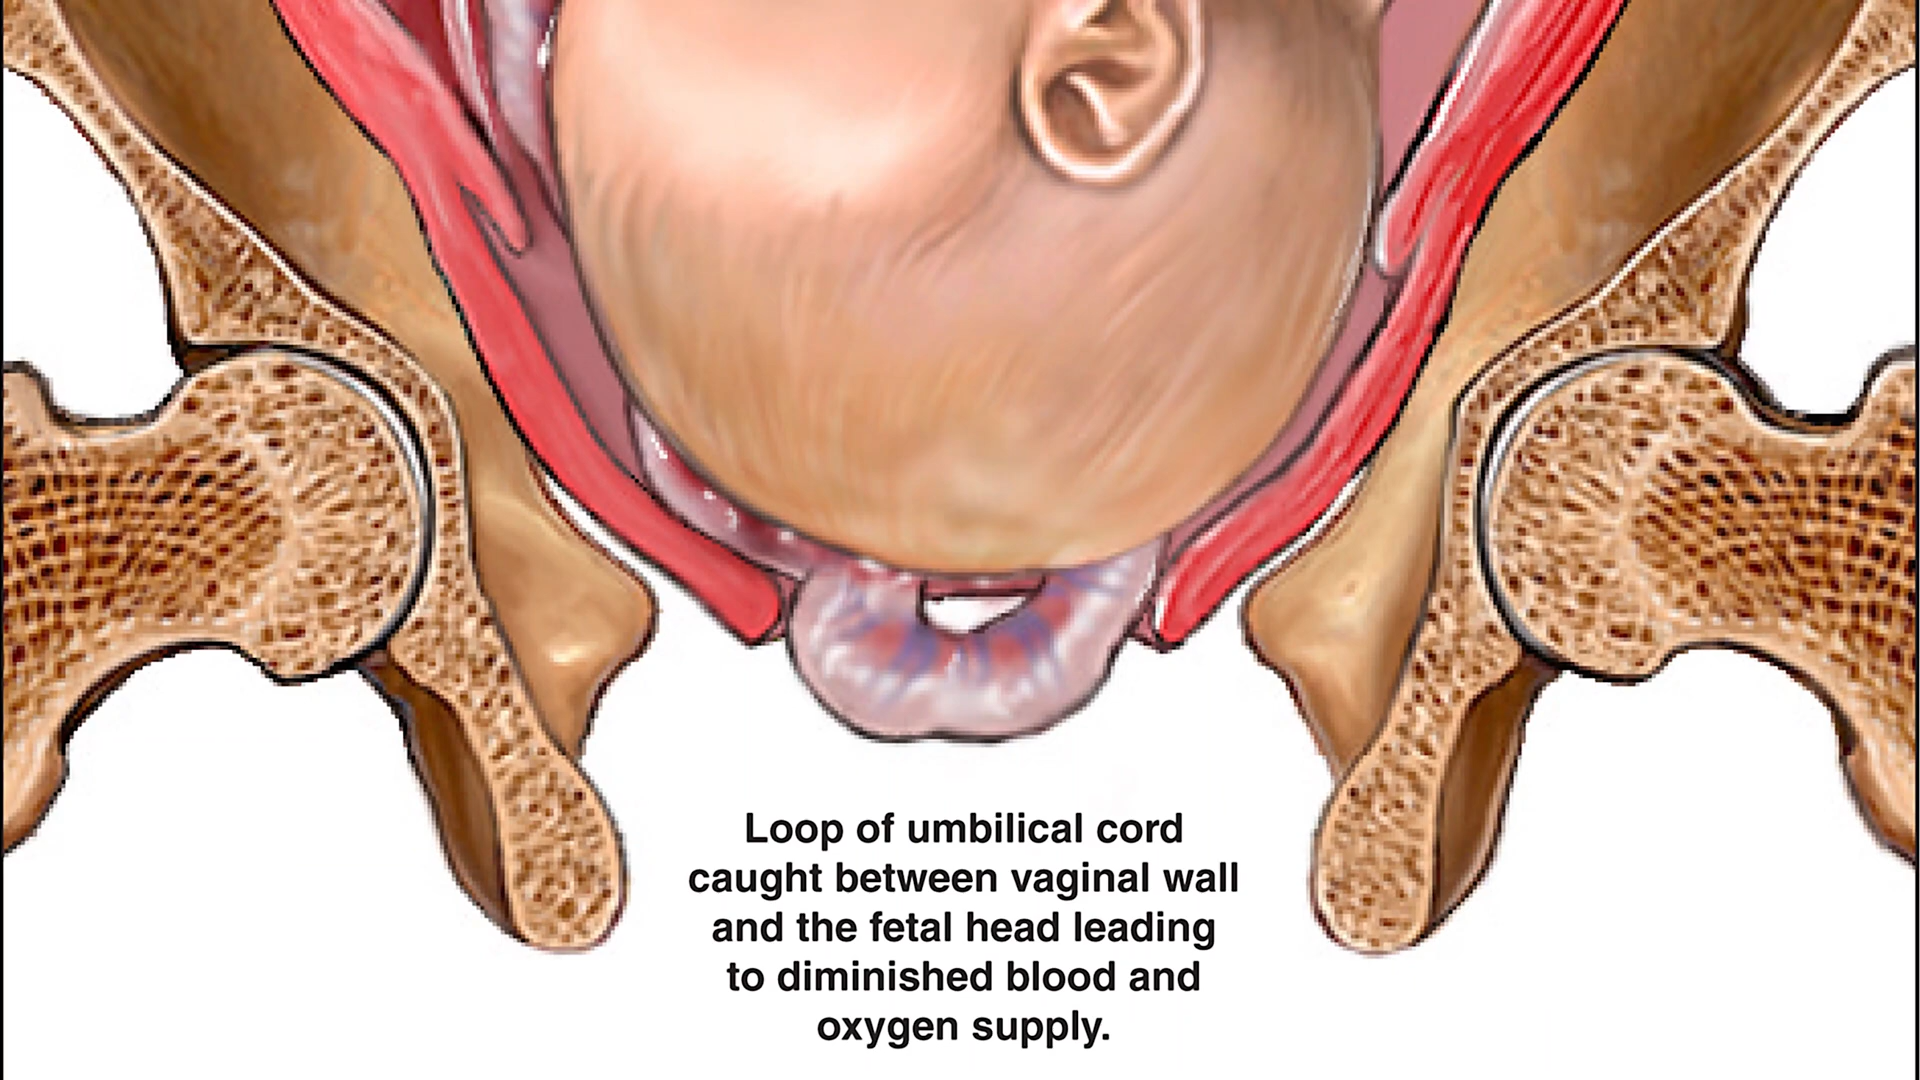 Loop of umbilical cord
caught between vaginal wall
and the fetal head leading
to diminished blood and
oxygen supply.